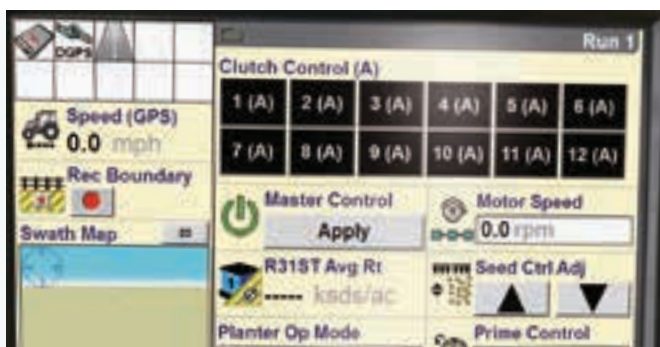 DGPS
Run 1
Clutch Control (A)
1 (A) 2 (A) 3 (A) 4 (A) 5 (A) 6 (A)
7 (A) 8 (A) 9 (A) 10 (A) 11 (A) 12 (A)
Speed (GPS)
0.0 mph
Rec Boundary
Master Control
Apply
Motor Speed
0.0 rpm
Swath Map
R31ST Avg Rt
1
----- ksds/ac
Seed Ctrl Adj
Planter Op Mode
Prime Control